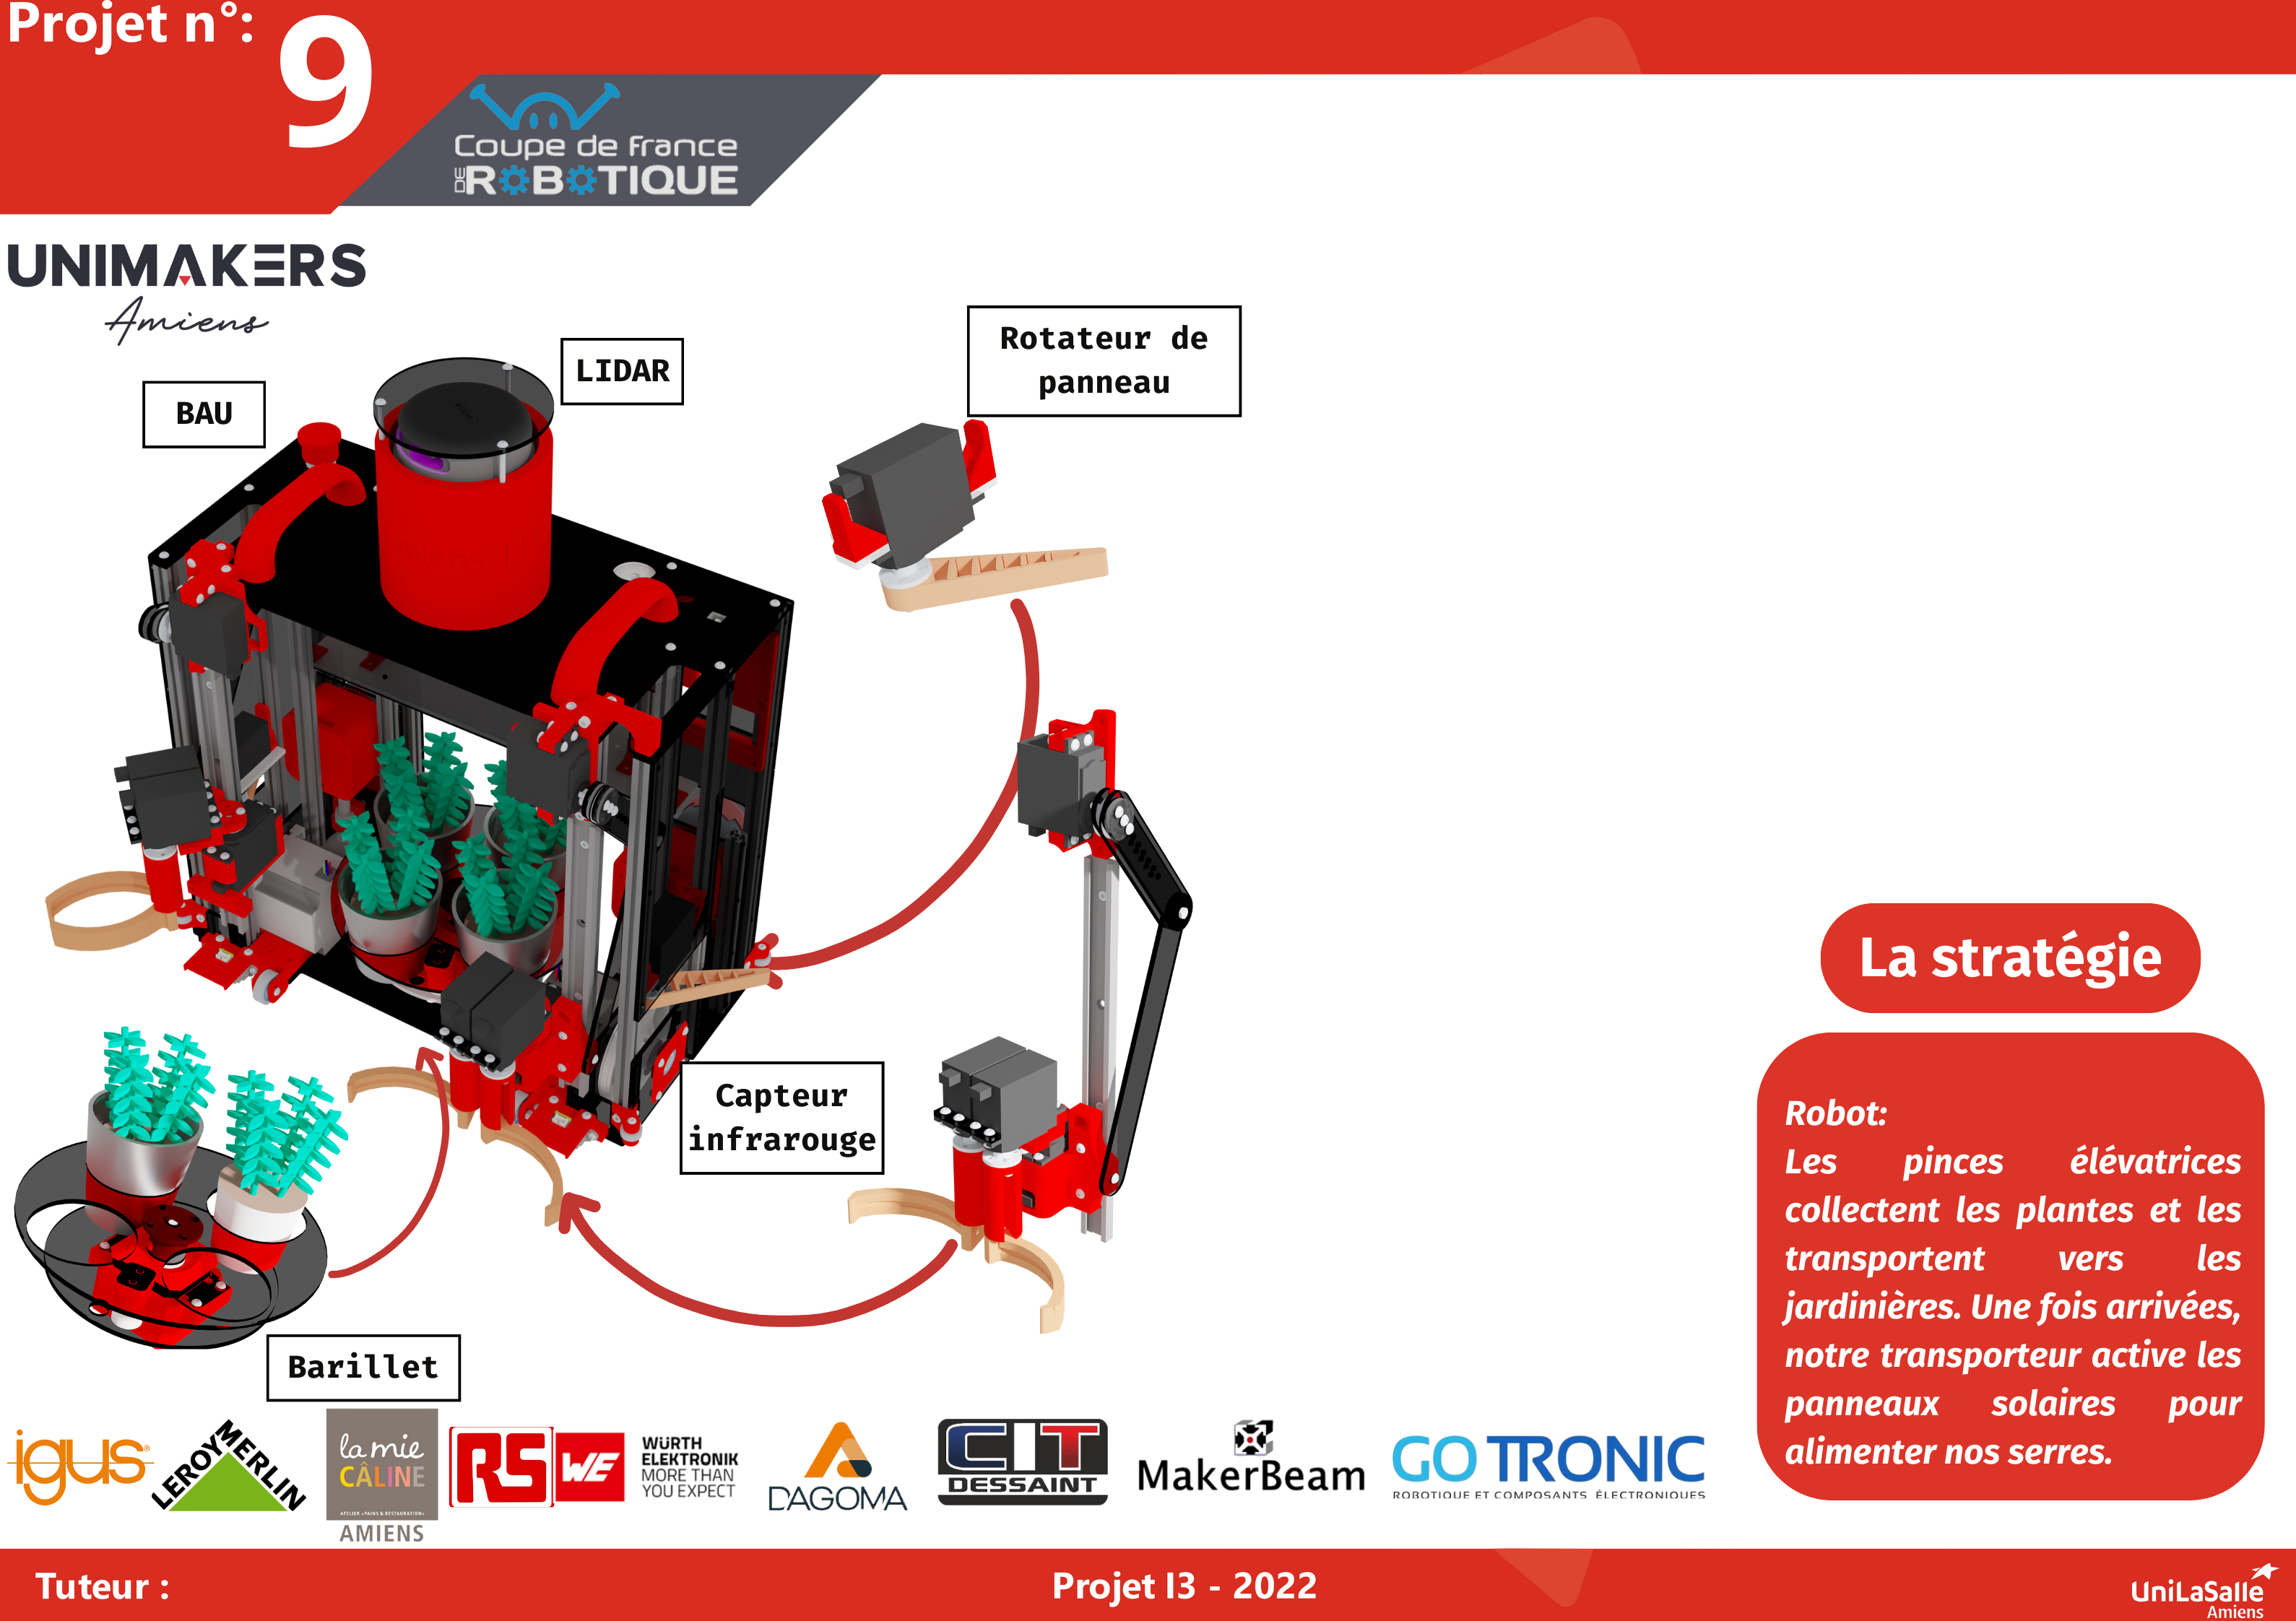 Projet n°:
9
Coupe de France
DE ROBOTIQUE
UNIMAKERS
Amiens
BAU
LIDAR
Rotateur de
panneau
Capteur
infrarouge
Barillet
La stratégie
Robot:
Les pinces élévatrices
collectent les plantes et les
transportent vers les
jardinières. Une fois arrivées,
notre transporteur active les
panneaux solaires pour
alimenter nos serres.
igus®
LEROY MERLIN
la mie
CÂLINE
ATELIER • PAINS & RESTAURATION •
AMIENS
RS
WE
WÜRTH
ELEKTRONIK
MORE THAN
YOU EXPECT
DAGOMA
CIT
DESSAINT
MakerBeam
GO TRONIC
ROBOTIQUE ET COMPOSANTS ÉLECTRONIQUES
Tuteur :
Projet I3 - 2022
UniLaSalle
Amiens